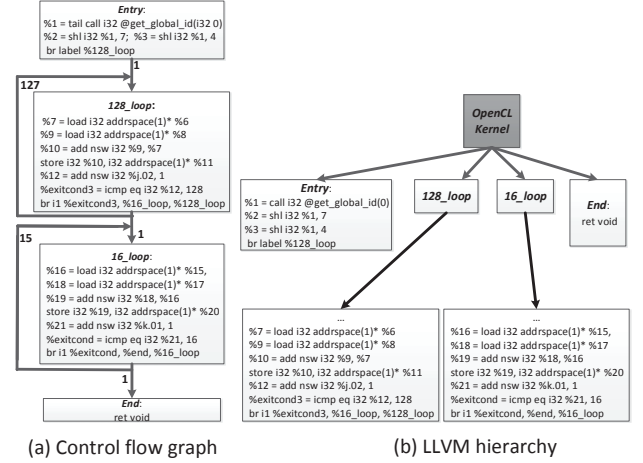 Entry:
%1 = tail call i32 @get_global_id(i32 0)
%2 = shl i32 %1, 7; %3 = shl i32 %1, 4
br label %128_loop
1
127
128_loop:
%7 = load i32 addrspace(1)* %6
%9 = load i32 addrspace(1)* %8
%10 = add nsw i32 %9, %7
store i32 %10, i32 addrspace(1)* %11
%12 = add nsw i32 %j.02, 1
%exitcond3 = icmp eq i32 %12, 128
br i1 %exitcond3, %16_loop, %128_loop
15
1
16_loop:
%16 = load i32 addrspace(1)* %15,
%18 = load i32 addrspace(1)* %17
%19 = add nsw i32 %18, %16
store i32 %19, i32 addrspace(1)* %20
%21 = add nsw i32 %k.01, 1
%exitcond = icmp eq i32 %21, 16
br i1 %exitcond, %end, %16_loop
1
End:
ret void
(a) Control flow graph
OpenCL
Kernel
Entry:
%1 = call i32 @get_global_id(0)
%2 = shl i32 %1, 7
%3 = shl i32 %1, 4
br label %128_loop
128_loop
16_loop
End:
ret void
...
%7 = load i32 addrspace(1)* %6
%9 = load i32 addrspace(1)* %8
%10 = add nsw i32 %9, %7
store i32 %10, i32 addrspace(1)* %11
%12 = add nsw i32 %j.02, 1
%exitcond3 = icmp eq i32 %12, 128
br i1 %exitcond3, %16_loop, %128_loop
...
%16 = load i32 addrspace(1)* %15,
%18 = load i32 addrspace(1)* %17
%19 = add nsw i32 %18, %16
store i32 %19, i32 addrspace(1)* %20
%21 = add nsw i32 %k.01, 1
%exitcond = icmp eq i32 %21, 16
br i1 %exitcond, %end, %16_loop
(b) LLVM hierarchy